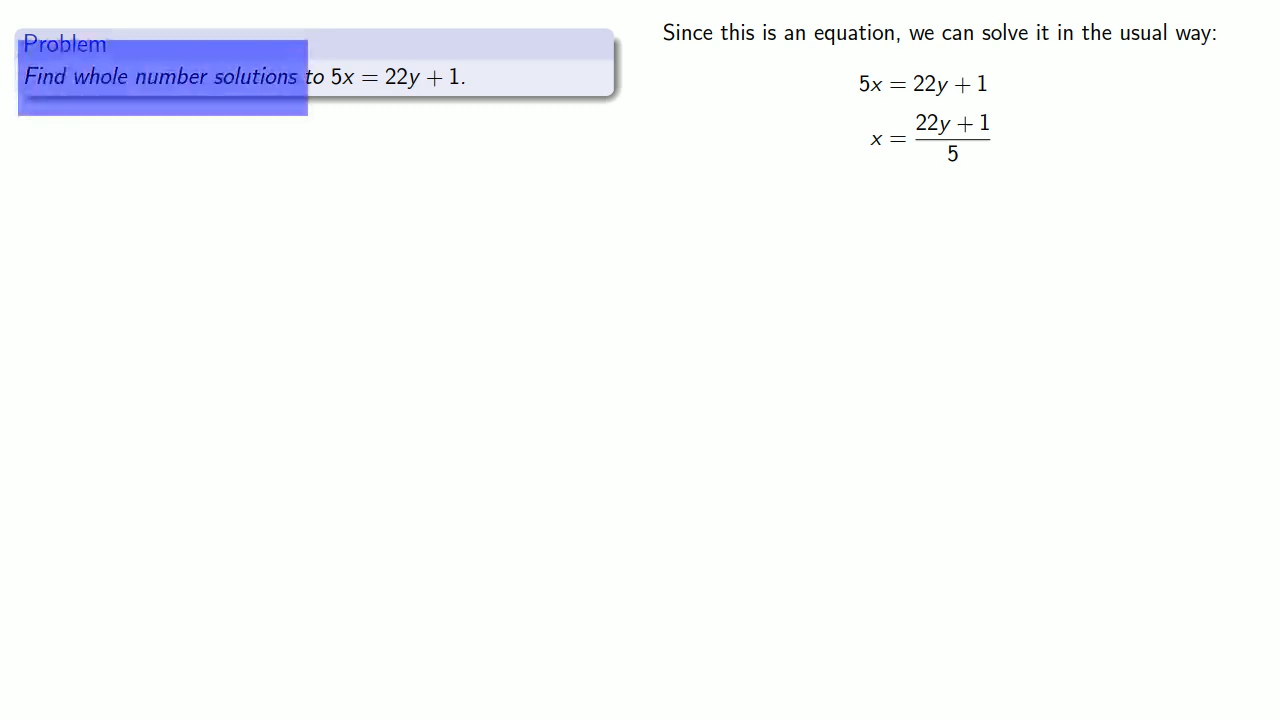 Problem
Find whole number solutions to 5x = 22y + 1.
Since this is an equation, we can solve it in the usual way:
5x = 22y + 1
x = \frac{22y + 1}{5}